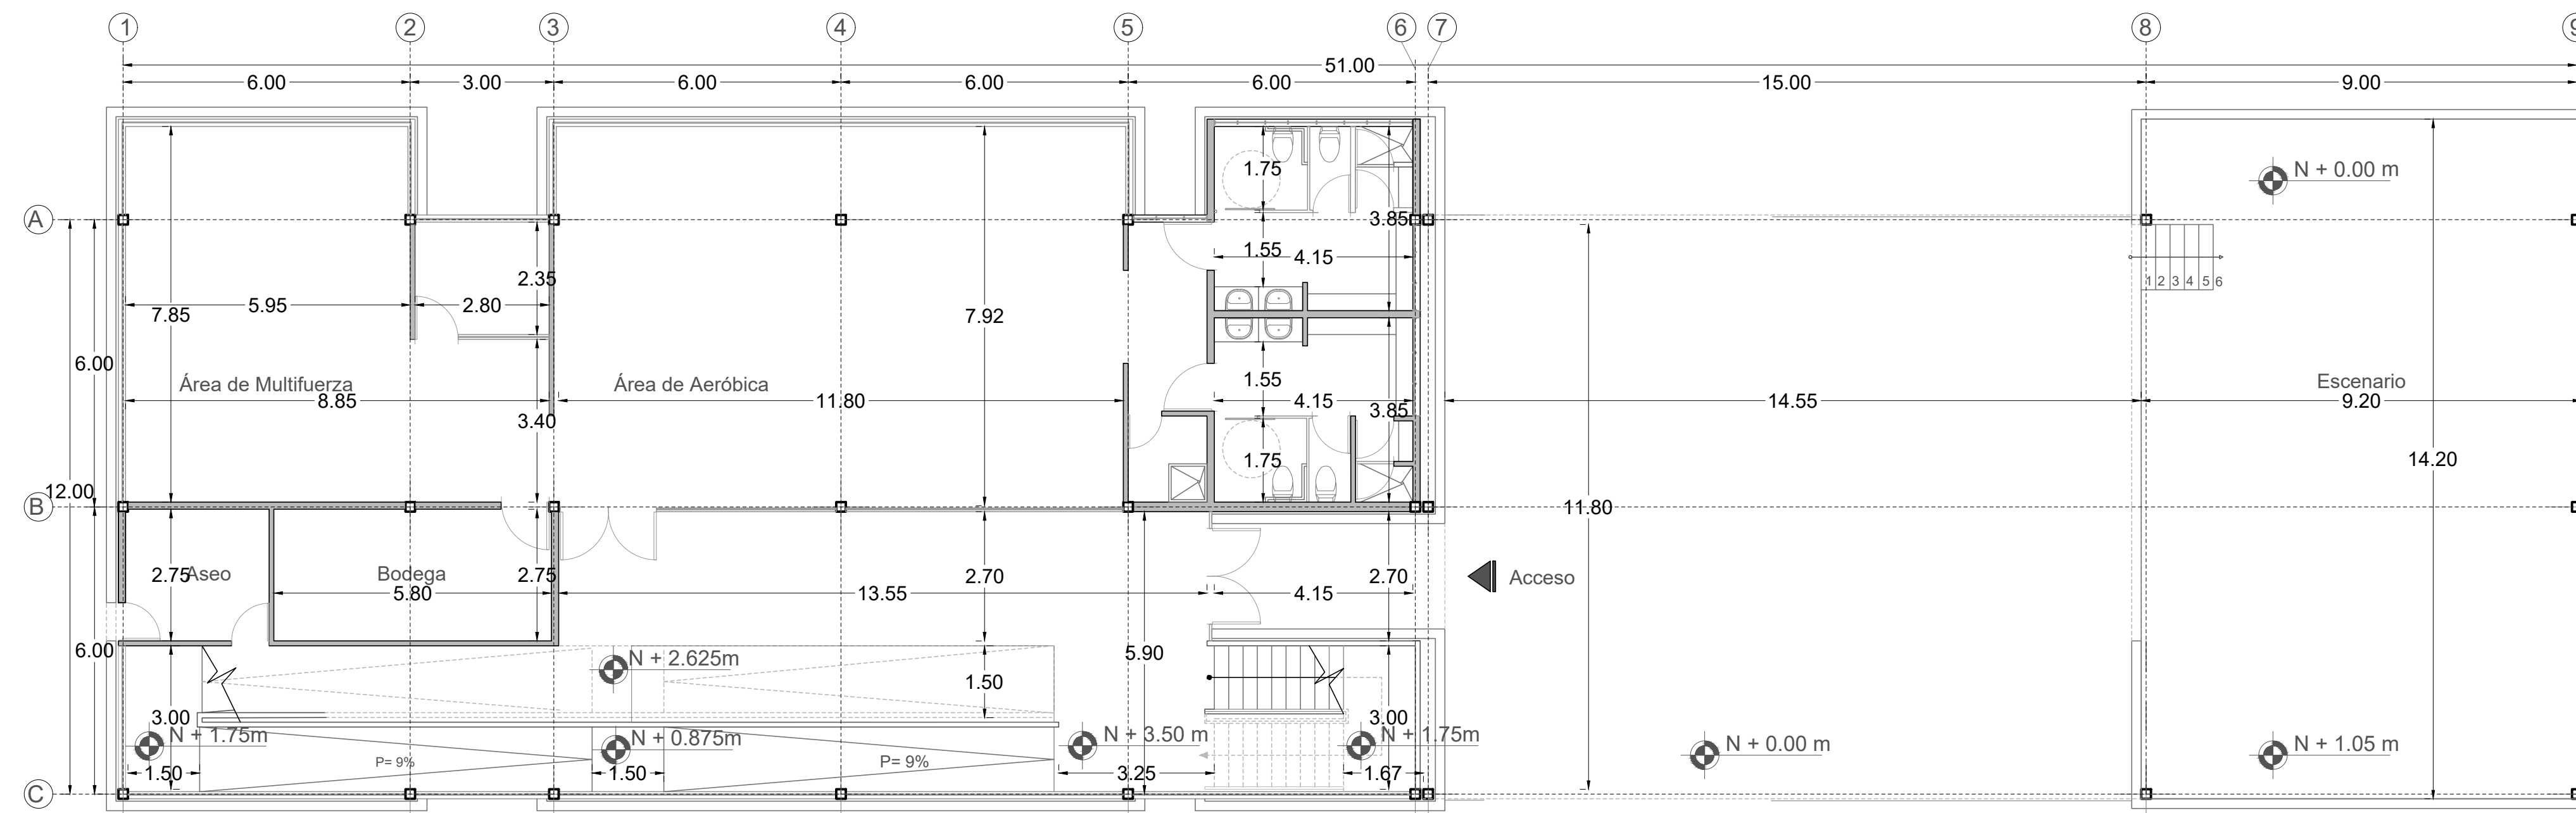 1 2 3 4 5 6 7 8 9
51.00
6.00 3.00 6.00 6.00 6.00 15.00 9.00
1.75
N + 0.00 m
A
3.85
1.55
4.15
2.35
1 2 3 4 5 6
5.95 2.80
7.85 7.92
6.00
1.55
Área de Multifuerza Área de Aeróbica Escenario
8.85 11.80 4.15 14.55 9.20
3.85
3.40
1.75 14.20
12.00
B 11.80
2.75 Aseo Bodega 2.75 2.70 2.70 Acceso
5.80 13.55 4.15
6.00 5.90
N + 2.625m
1.50
3.00 3.00
N + 1.75m N + 0.875m N + 3.50 m N + 1.75m N + 0.00 m N + 1.05 m
P= 9% P= 9%
1.50 1.50 3.25 1.67
C